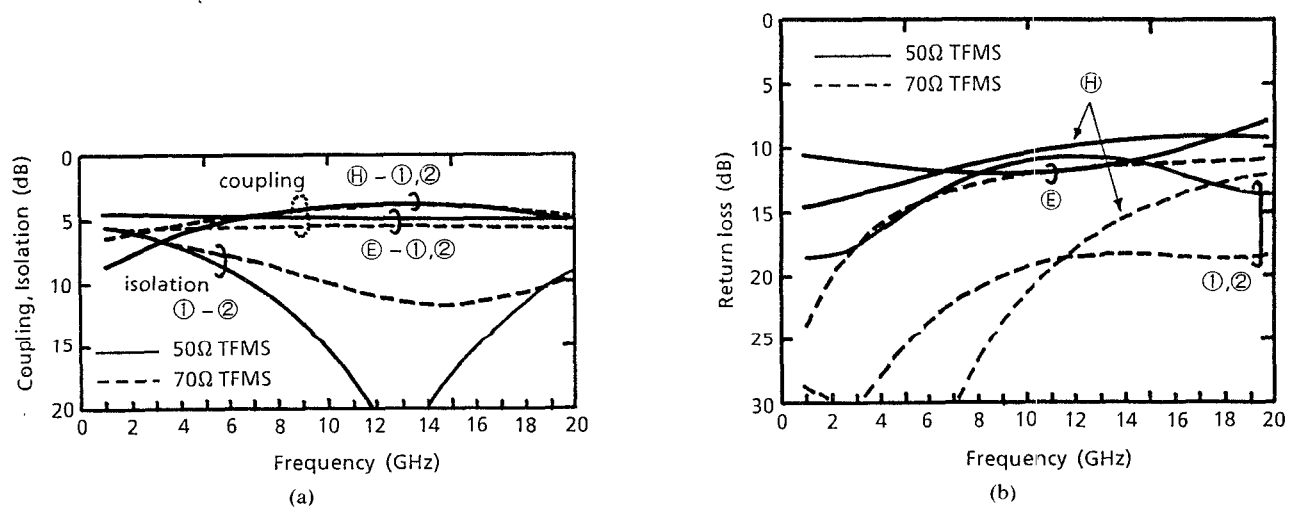 0
5
10
15
20
Coupling, Isolation (dB)
coupling
Ⓗ – ①,②
Ⓔ – ①,②
isolation
① – ②
50Ω TFMS
70Ω TFMS
0 2 4 6 8 10 12 14 16 18 20
Frequency (GHz)
(a)
0
5
10
15
20
25
30
Return loss (dB)
50Ω TFMS
70Ω TFMS
Ⓗ
Ⓔ
①,②
0 2 4 6 8 10 12 14 16 18 20
Frequency (GHz)
(b)